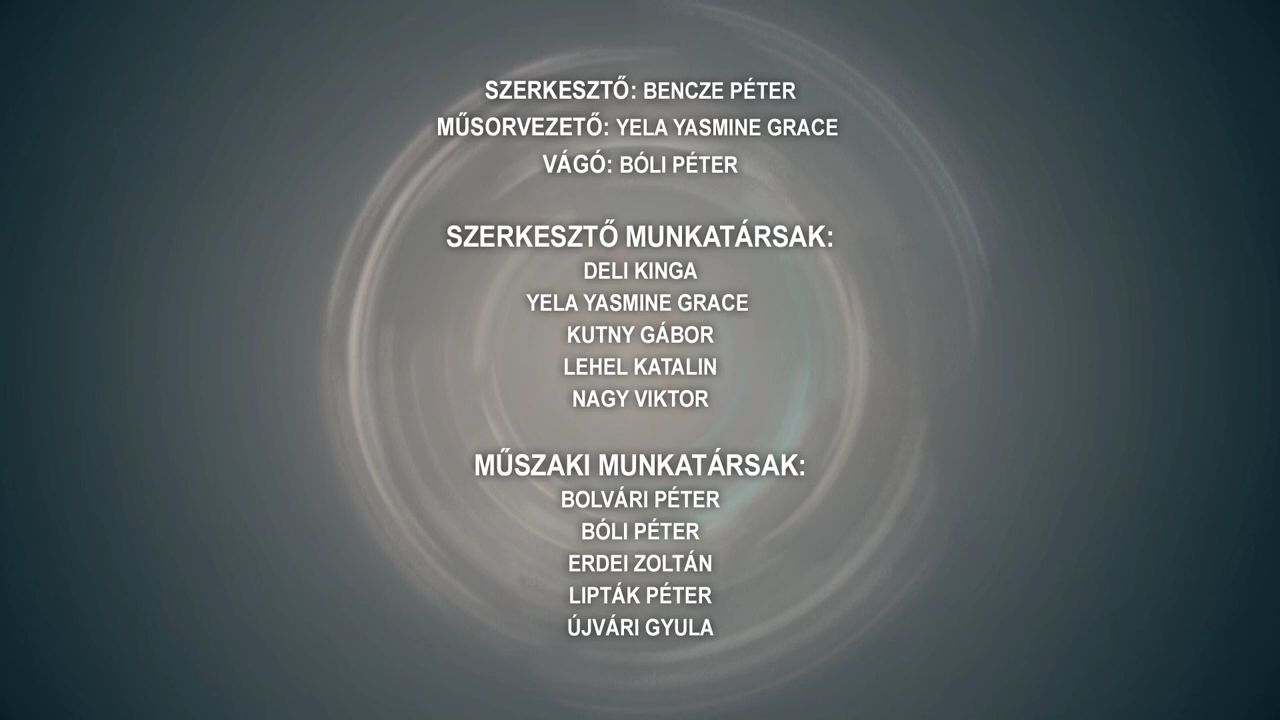 SZERKESZTŐ: BENCZE PÉTER
MŰSORVEZETŐ: YELA YASMINE GRACE
VÁGÓ: BÓLI PÉTER
SZERKESZTŐ MUNKATÁRSAK:
DELI KINGA
YELA YASMINE GRACE
KUTNY GÁBOR
LEHEL KATALIN
NAGY VIKTOR
MŰSZAKI MUNKATÁRSAK:
BOLVÁRI PÉTER
BÓLI PÉTER
ERDEI ZOLTÁN
LIPTÁK PÉTER
ÚJVÁRI GYULA